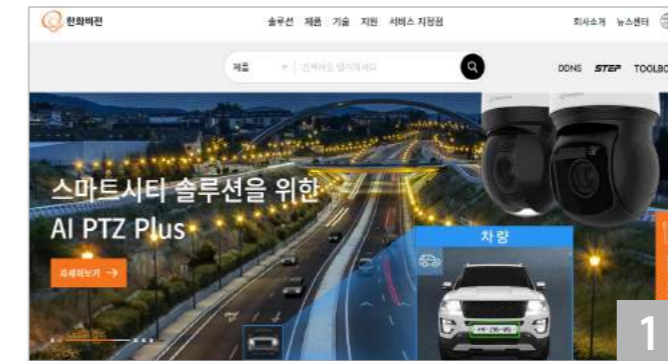 한화비전
솔루션 제품 기술 지원 서비스 지정점
회사소개 뉴스센터
제품
DDNS STEP TOOLBO
스마트시티 솔루션을 위한
AI PTZ Plus
자세히보기 →
차량
1